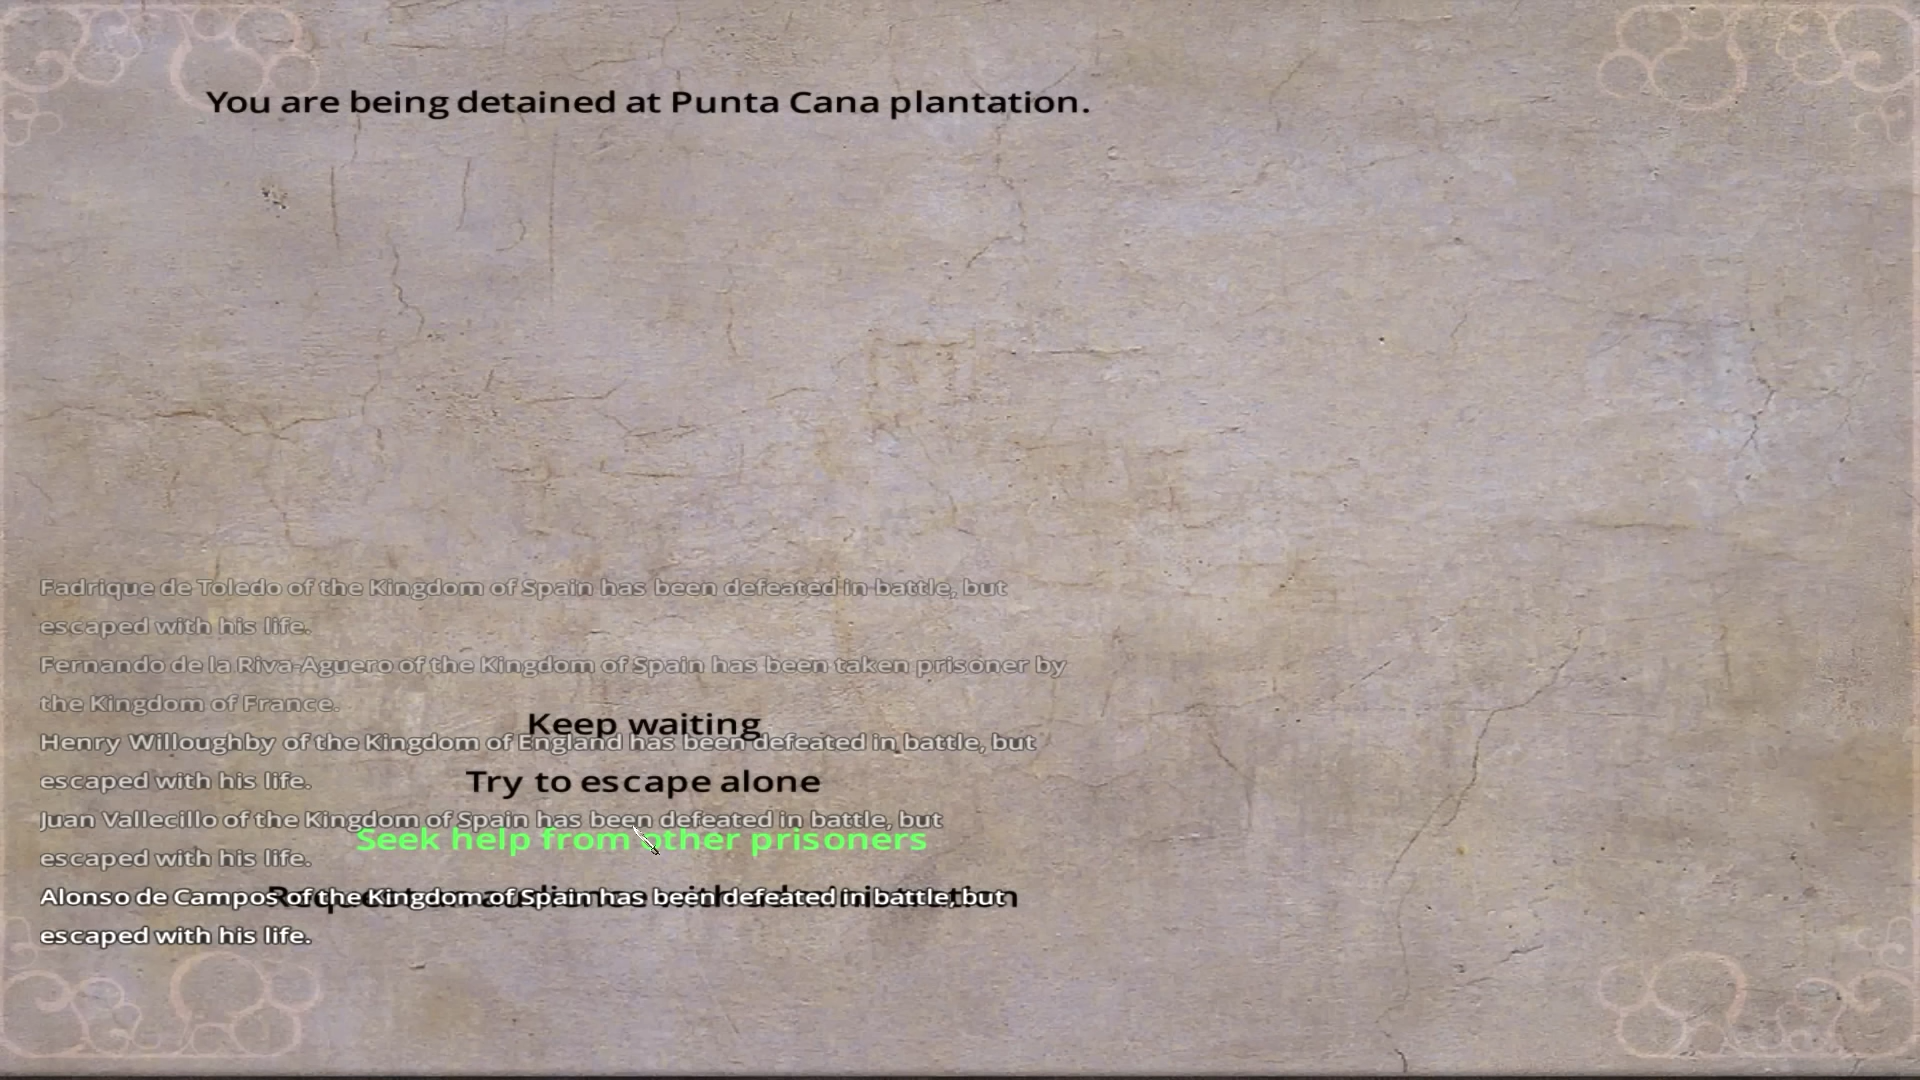 You are being detained at Punta Cana plantation.
Fadrique de Toledo of the Kingdom of Spain has been defeated in battle, but
escaped with his life.
Fernando de la Riva-Aguero of the Kingdom of Spain has been taken prisoner by
the Kingdom of France.
Keep waiting
Henry Willoughby of the Kingdom of England has been defeated in battle, but
escaped with his life.
Try to escape alone
Juan Vallecillo of the Kingdom of Spain has been defeated in battle, but
Seek help from other prisoners
escaped with his life.
Alonso de Campos of the Kingdom of Spain has been defeated in battle, but
escaped with his life.